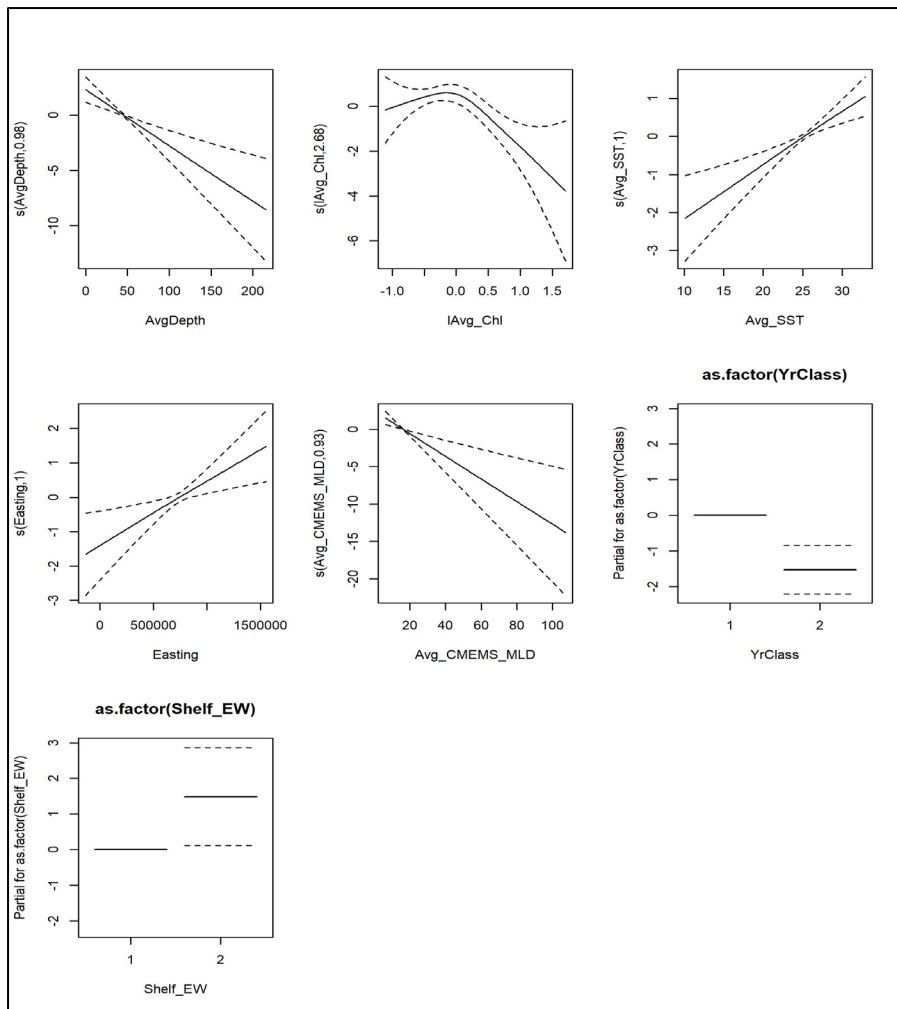 s(AvgDepth,0.98)
0
-5
-10
0 50 100 150 200
AvgDepth
s(lAvg_Chl,2.68)
0
-2
-4
-6
-1.0 0.0 0.5 1.0 1.5
lAvg_Chl
s(Avg_SST,1)
1
0
-1
-2
-3
10 15 20 25 30
Avg_SST
s(Easting,1)
2
1
0
-1
-2
-3
0 500000 1500000
Easting
s(Avg_CMEMS_MLD,0.93)
0
-5
-10
-15
-20
20 40 60 80 100
Avg_CMEMS_MLD
as.factor(YrClass)
Partial for as.factor(YrClass)
3
2
1
0
-1
-2
1 2
YrClass
as.factor(Shelf_EW)
Partial for as.factor(Shelf_EW)
3
2
1
0
-1
-2
1 2
Shelf_EW